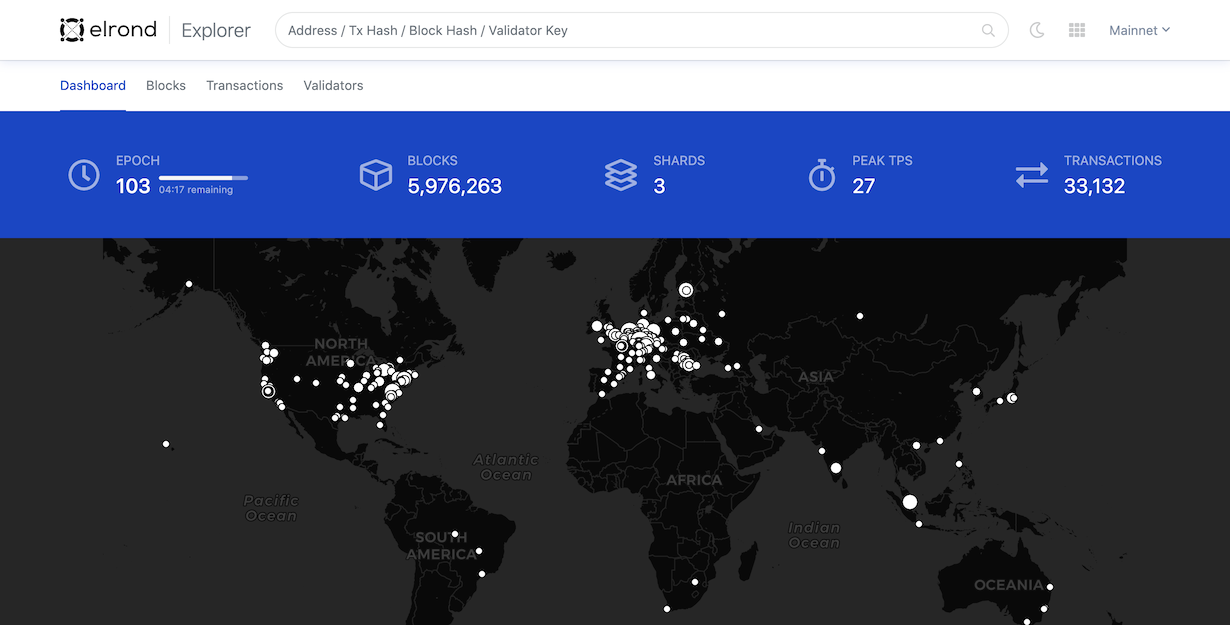 elrond Explorer Address / Tx Hash / Block Hash / Validator Key Mainnet
Dashboard Blocks Transactions Validators
EPOCH BLOCKS SHARDS PEAK TPS TRANSACTIONS
103 04:17 remaining 5,976,263 3 27 33,132
NORTH
AMERICA
ASIA
Atlantic
Ocean
AFRICA
Pacific
Ocean
Indian
Ocean
SOUTH
AMERICA
OCEANIA